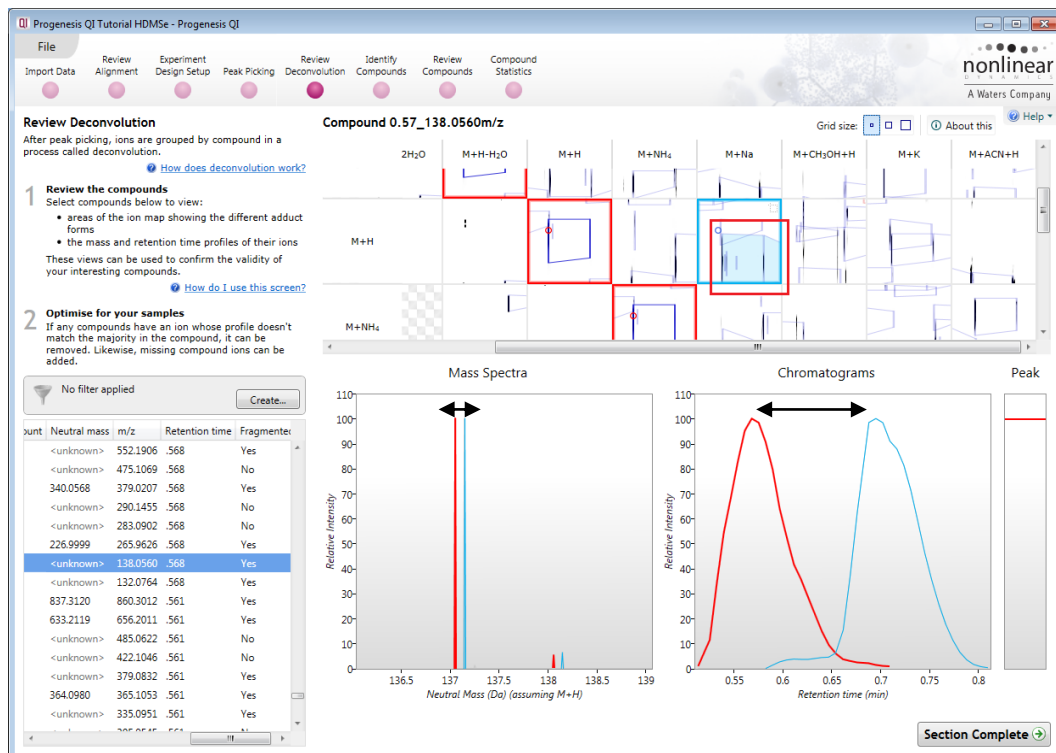 Progenesis QI Tutorial HDMSe - Progenesis QI
File
Import Data
Review Alignment
Experiment Design Setup
Peak Picking
Review Deconvolution
Identify Compounds
Review Compounds
Compound Statistics
nonlinear
DYNAMICS
A Waters Company
Review Deconvolution
After peak picking, ions are grouped by compound in a
process called deconvolution.
How does deconvolution work?
1 Review the compounds
Select compounds below to view:
• areas of the ion map showing the different adduct
forms
• the mass and retention time profiles of their ions
These views can be used to confirm the validity of
your interesting compounds.
How do I use this screen?
2 Optimise for your samples
If any compounds have an ion whose profile doesn't
match the majority in the compound, it can be
removed. Likewise, missing compound ions can be
added.
No filter applied
Create...
ount Neutral mass m/z Retention time Fragmented
<unknown> 552.1906 .568 Yes
<unknown> 475.1069 .568 No
340.0568 379.0207 .568 Yes
<unknown> 290.1455 .568 No
<unknown> 283.0902 .568 No
226.9999 265.9626 .568 Yes
<unknown> 138.0560 .568 Yes
<unknown> 132.0764 .568 Yes
837.3120 860.3012 .561 Yes
633.2119 656.2011 .561 Yes
<unknown> 485.0622 .561 No
<unknown> 422.1046 .561 No
<unknown> 379.0832 .561 Yes
364.0980 365.1053 .561 Yes
<unknown> 335.0951 .561 Yes
Compound 0.57_138.0560m/z
Grid size:
About this
Help
2H₂O M+H-H₂O M+H M+NH₄ M+Na M+CH₃OH+H M+K M+ACN+H
M+H
M+NH₄
Mass Spectra
110
100
90
80
70
60
50
40
30
20
10
0
Relative Intensity
136.5 137 137.5 138 138.5 139
Neutral Mass (Da) (assuming M+H)
Chromatograms
110
100
90
80
70
60
50
40
30
20
10
0
Relative Intensity
0.55 0.6 0.65 0.7 0.75 0.8
Retention time (min)
Peak
Section Complete